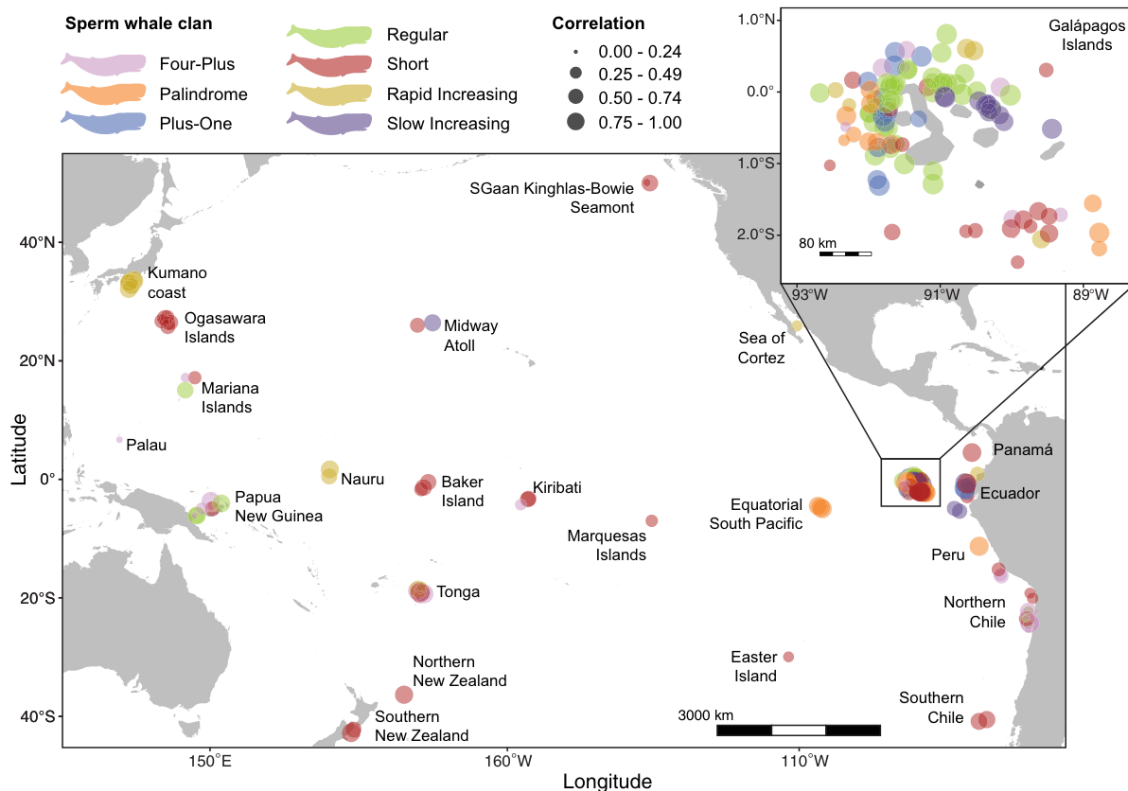 Sperm whale clan
Four-Plus
Palindrome
Plus-One
Regular
Short
Rapid Increasing
Slow Increasing
Correlation
0.00 - 0.24
0.25 - 0.49
0.50 - 0.74
0.75 - 1.00
Galápagos
Islands
1.0°N
0.0°
1.0°S
2.0°S
80 km
93°W
91°W
89°W
SGaan Kinghlas-Bowie
Seamont
Kumano
coast
Ogasawara
Islands
Midway
Atoll
Sea of
Cortez
Mariana
Islands
Palau
Nauru
Papua
New Guinea
Baker
Island
Kiribati
Marquesas
Islands
Equatorial
South Pacific
Panamá
Ecuador
Peru
Tonga
Northern
Chile
Northern
New Zealand
Easter
Island
Southern
New Zealand
Southern
Chile
3000 km
40°N
20°N
0°
20°S
40°S
Latitude
150°E
160°W
110°W
Longitude